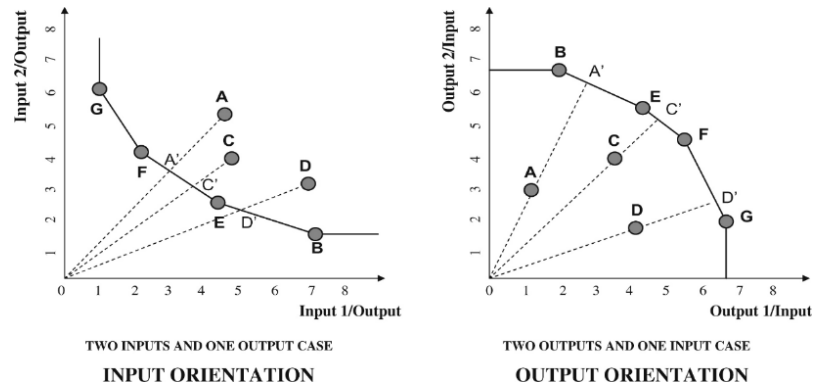 Input 2/Output
8
7
6
5
4
3
2
1
G
F
A
A'
C
C'
E
D
D'
B
0 1 2 3 4 5 6 7 8
Input 1/Output
TWO INPUTS AND ONE OUTPUT CASE
INPUT ORIENTATION
Output 2/Input
8
7
6
5
4
3
2
1
B
A'
E
C'
F
C
A
D
D'
G
0 1 2 3 4 5 6 7 8
Output 1/Input
TWO OUTPUTS AND ONE INPUT CASE
OUTPUT ORIENTATION